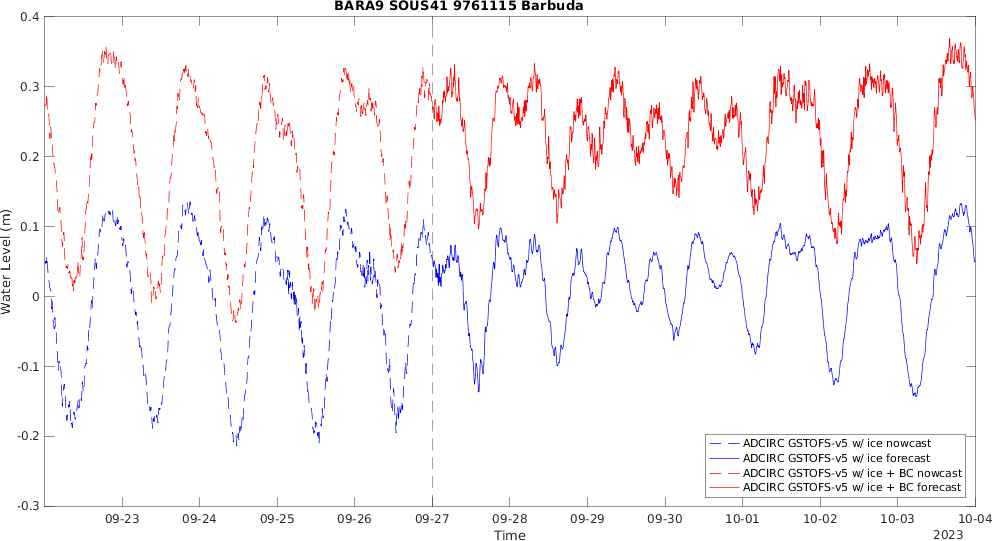 BARA9 SOUS41 9761115 Barbuda
Water Level (m)
0.4
0.3
0.2
0.1
0
-0.1
-0.2
-0.3
09-23 09-24 09-25 09-26 09-27 09-28 09-29 09-30 10-01 10-02 10-03 10-04
Time
2023
ADCIRC GSTOFS-v5 w/ ice nowcast
ADCIRC GSTOFS-v5 w/ ice forecast
ADCIRC GSTOFS-v5 w/ ice + BC nowcast
ADCIRC GSTOFS-v5 w/ ice + BC forecast